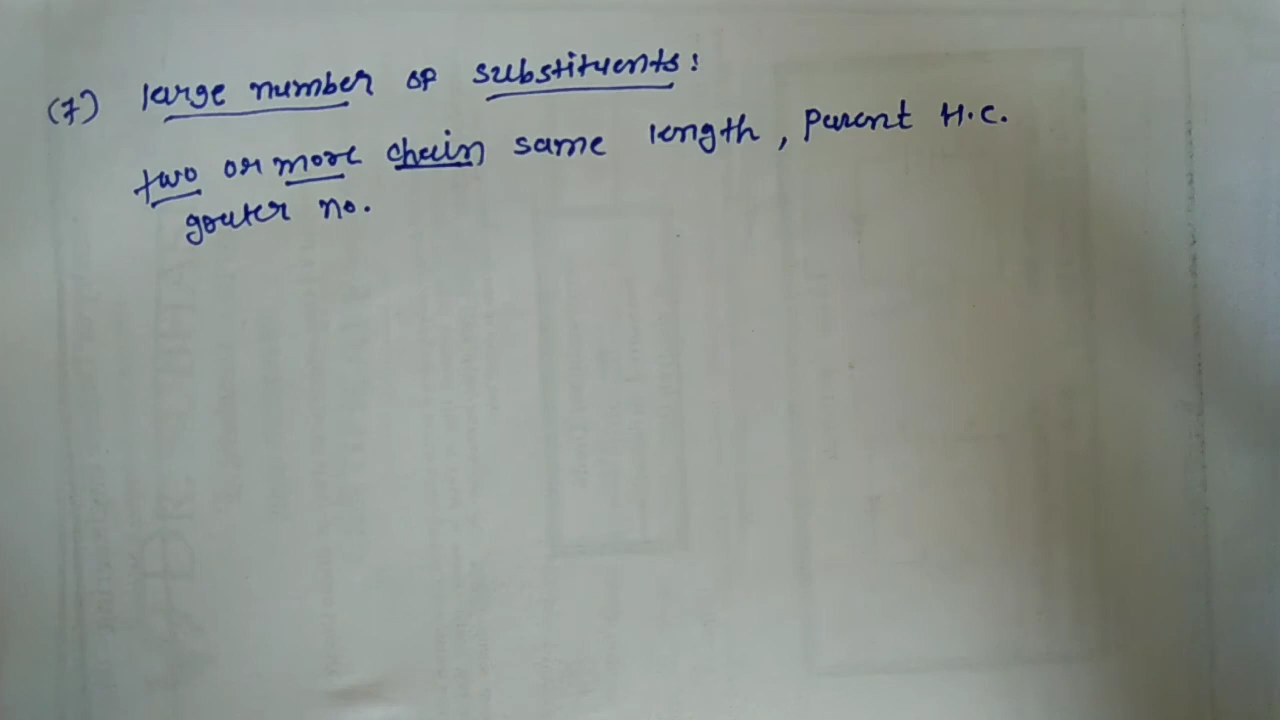 (7) large number of substituents:
two or more chain same length, parent H.C.
greater no.